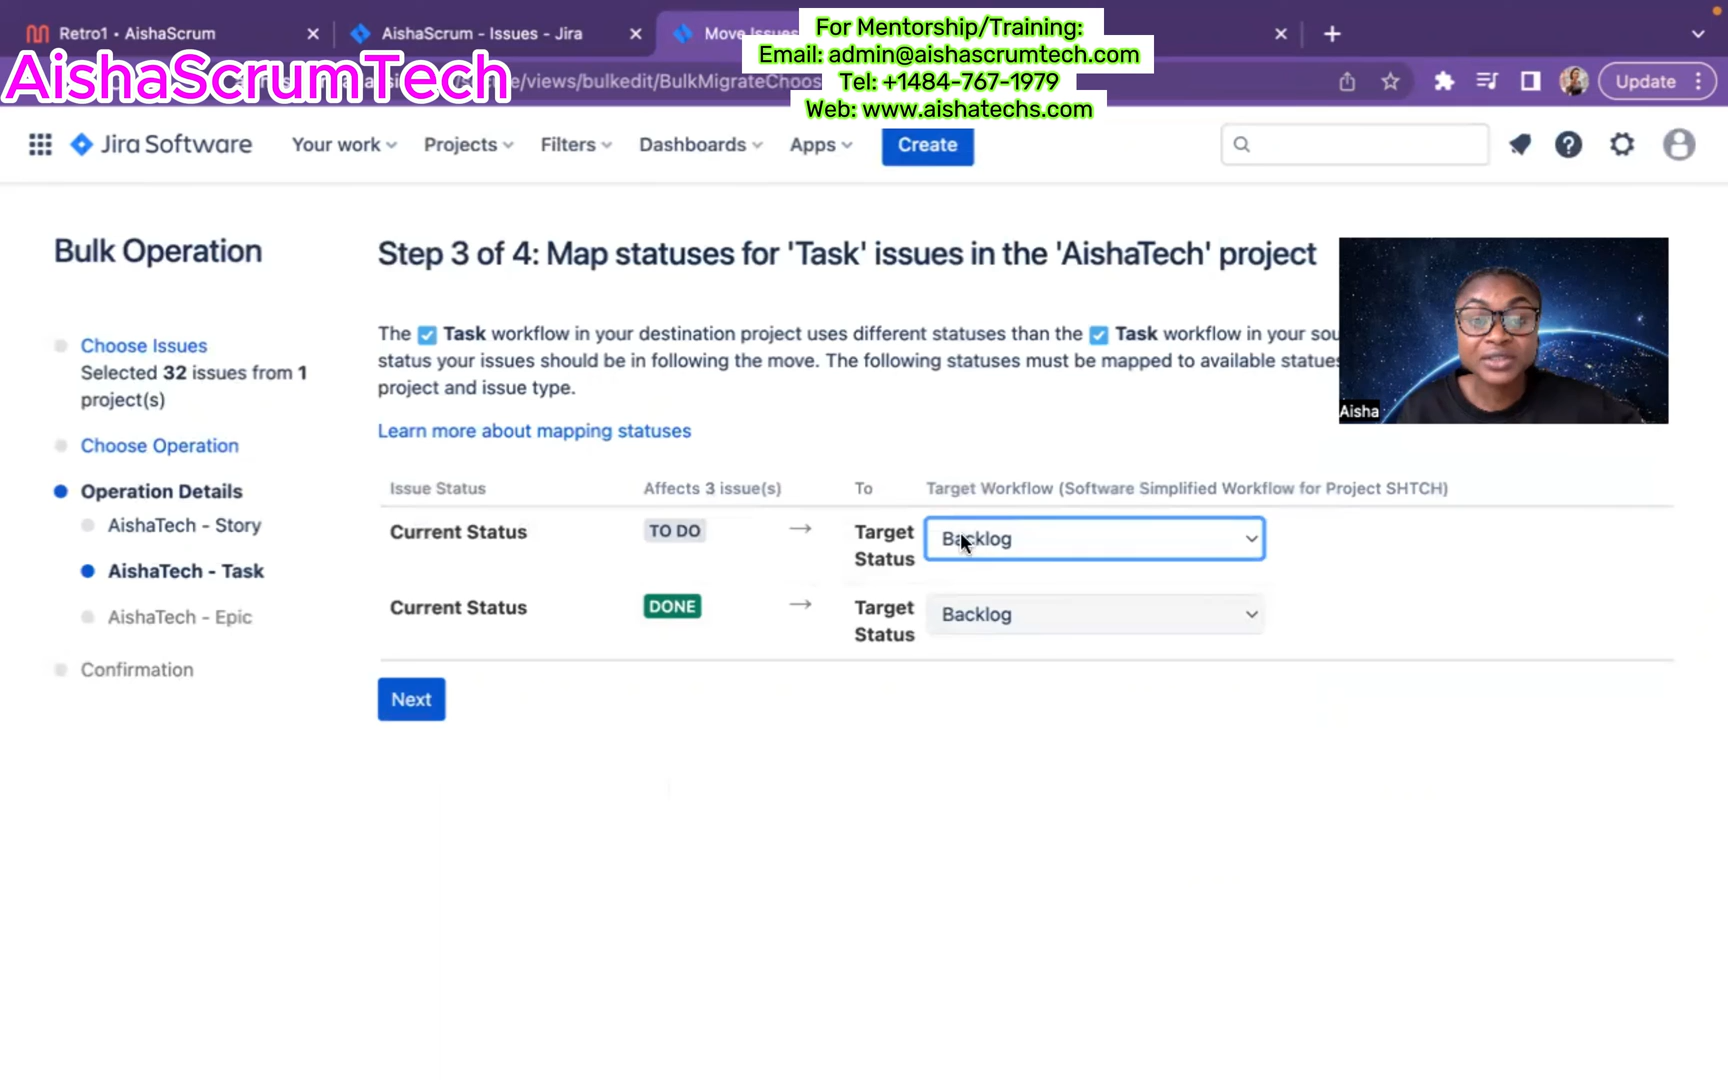 Retro1 • AishaScrum
AishaScrum - Issues - Jira
Move Issues
For Mentorship/Training:
Email: admin@aishascrumtech.com
Tel: +1484-767-1979
Web: www.aishatechs.com
AishaScrumTech
/views/bulkedit/BulkMigrateChoos
Update
Jira Software
Your work
Projects
Filters
Dashboards
Apps
Create
Bulk Operation
Choose Issues
Selected 32 issues from 1
project(s)
Choose Operation
Operation Details
AishaTech - Story
AishaTech - Task
AishaTech - Epic
Confirmation
Step 3 of 4: Map statuses for 'Task' issues in the 'AishaTech' project
The Task workflow in your destination project uses different statuses than the Task workflow in your sou
status your issues should be in following the move. The following statuses must be mapped to available statues
project and issue type.
Learn more about mapping statuses
Issue Status Affects 3 issue(s) To Target Workflow (Software Simplified Workflow for Project SHTCH)
Current Status TO DO → Target Status Backlog
Current Status DONE → Target Status Backlog
Next
Aisha